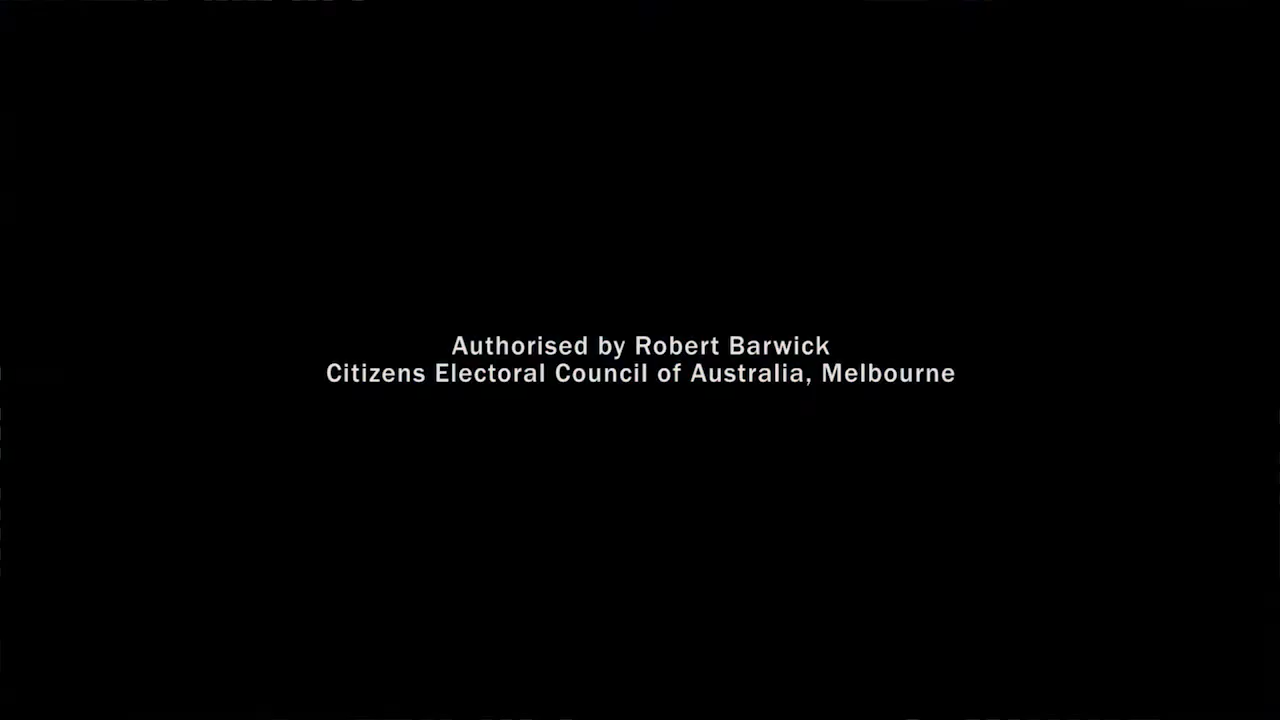 Authorised by Robert Barwick
Citizens Electoral Council of Australia, Melbourne